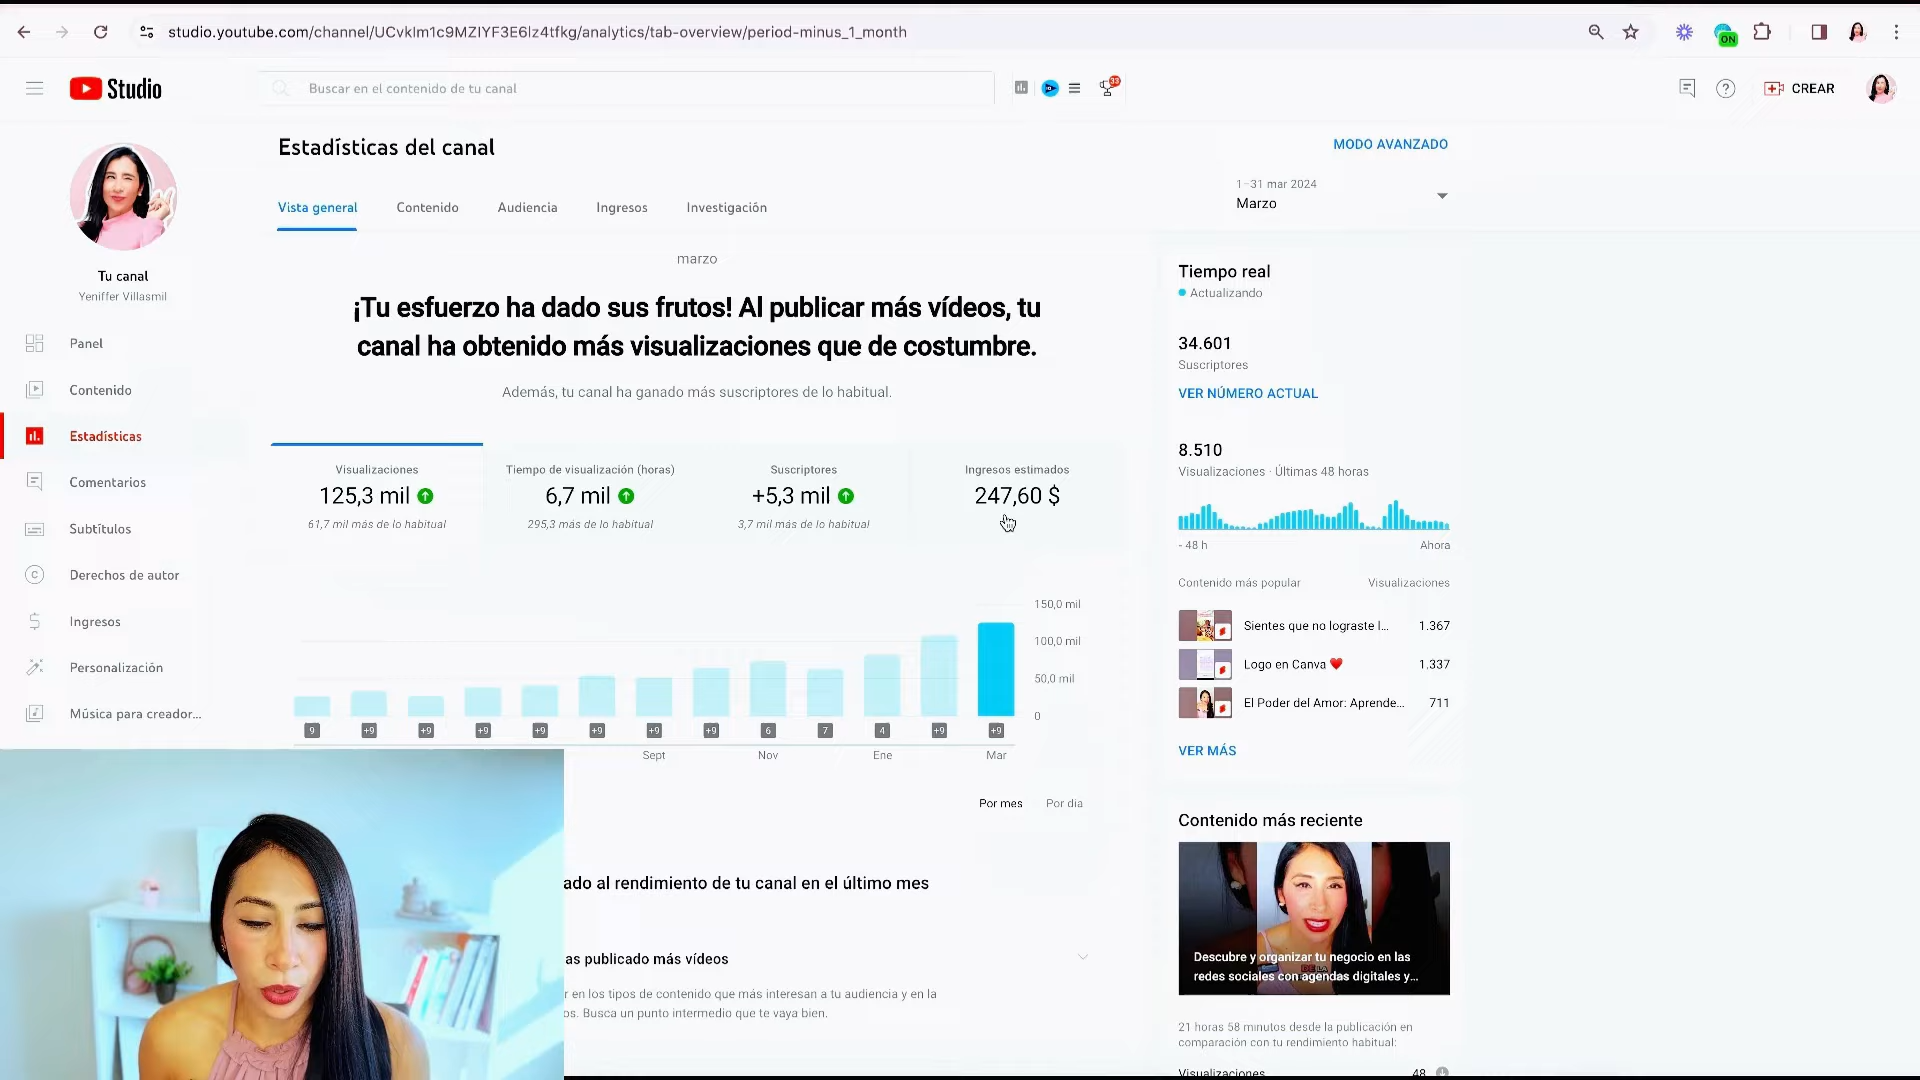 studio.youtube.com/channel/UCvklm1c9MZIYF3E6lz4tfkg/analytics/tab-overview/period-minus_1_month
ON
Studio
Buscar en el contenido de tu canal
33
CREAR
Estadísticas del canal
MODO AVANZADO
Vista general
Contenido
Audiencia
Ingresos
Investigación
1–31 mar 2024
Marzo
Tu canal
Yeniffer Villasmil
Panel
Contenido
Estadísticas
Comentarios
Subtítulos
Derechos de autor
Ingresos
Personalización
Música para creador...
marzo
¡Tu esfuerzo ha dado sus frutos! Al publicar más vídeos, tu
canal ha obtenido más visualizaciones que de costumbre.
Además, tu canal ha ganado más suscriptores de lo habitual.
Visualizaciones
125,3 mil
61,7 mil más de lo habitual
Tiempo de visualización (horas)
6,7 mil
295,3 más de lo habitual
Suscriptores
+5,3 mil
3,7 mil más de lo habitual
Ingresos estimados
247,60 $
150,0 mil
100,0 mil
50,0 mil
0
9 +9 +9 +9 +9 +9 +9 +9 6 7 4 +9 +9
Sept Nov Ene Mar
Por mes Por día
ado al rendimiento de tu canal en el último mes
as publicado más vídeos
r en los tipos de contenido que más interesan a tu audiencia y en la
os. Busca un punto intermedio que te vaya bien.
Tiempo real
Actualizando
34.601
Suscriptores
VER NÚMERO ACTUAL
8.510
Visualizaciones · Últimas 48 horas
- 48 h Ahora
Contenido más popular Visualizaciones
Sientes que no lograste l... 1.367
Logo en Canva ❤️ 1.337
El Poder del Amor: Aprende... 711
VER MÁS
Contenido más reciente
Descubre y organizar tu negocio en las
redes sociales con agendas digitales y...
21 horas 58 minutos desde la publicación en
comparación con tu rendimiento habitual:
Visualizaciones 48